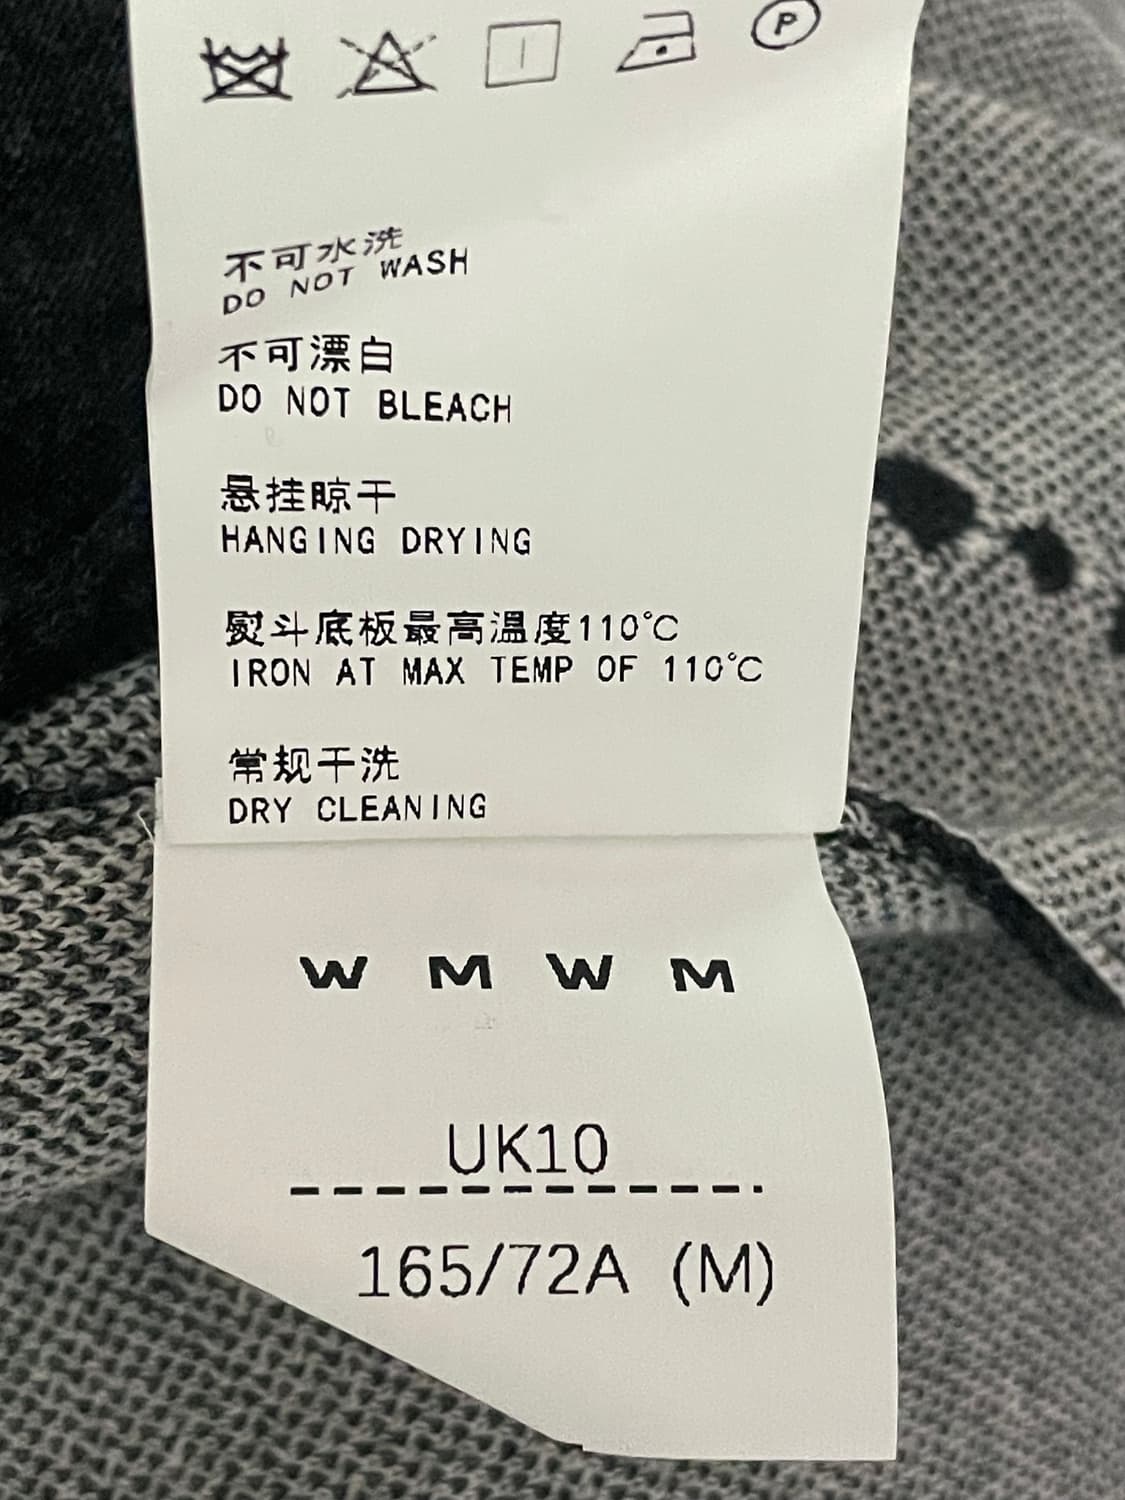 P
不可水洗
DO NOT WASH
不可漂白
DO NOT BLEACH
悬挂晾干
HANGING DRYING
熨斗底板最高温度110℃
IRON AT MAX TEMP OF 110℃
常规干洗
DRY CLEANING
W M W M
UK10
165/72A (M)